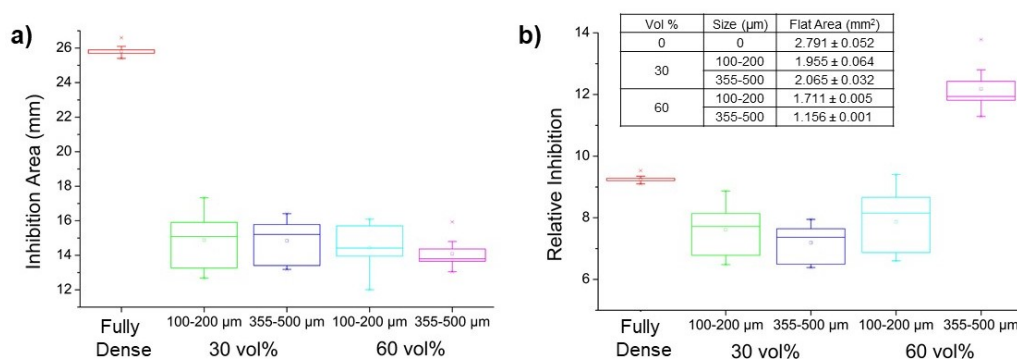 a)
Inhibition Area (mm)
26
24
22
20
18
16
14
12
Fully
Dense
100-200 µm 355-500 µm 100-200 µm 355-500 µm
30 vol% 60 vol%
b)
Relative Inhibition
14
12
10
8
6
Vol % Size (µm) Flat Area (mm²)
0 0 2.791 ± 0.052
30 100-200 1.955 ± 0.064
355-500 2.065 ± 0.032
60 100-200 1.711 ± 0.005
355-500 1.156 ± 0.001
Fully
Dense
100-200 µm 355-500 µm 100-200 µm 355-500 µm
30 vol% 60 vol%